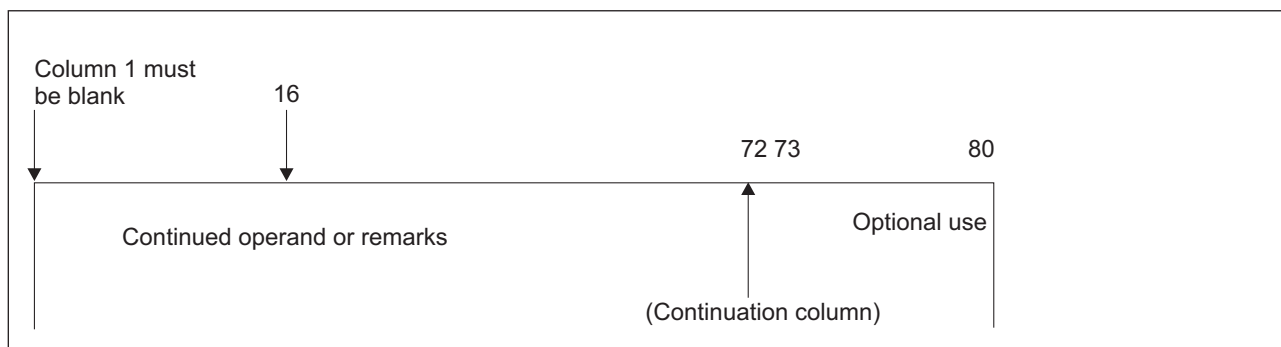 Column 1 must
be blank
16
72 73
80
Optional use
Continued operand or remarks
(Continuation column)